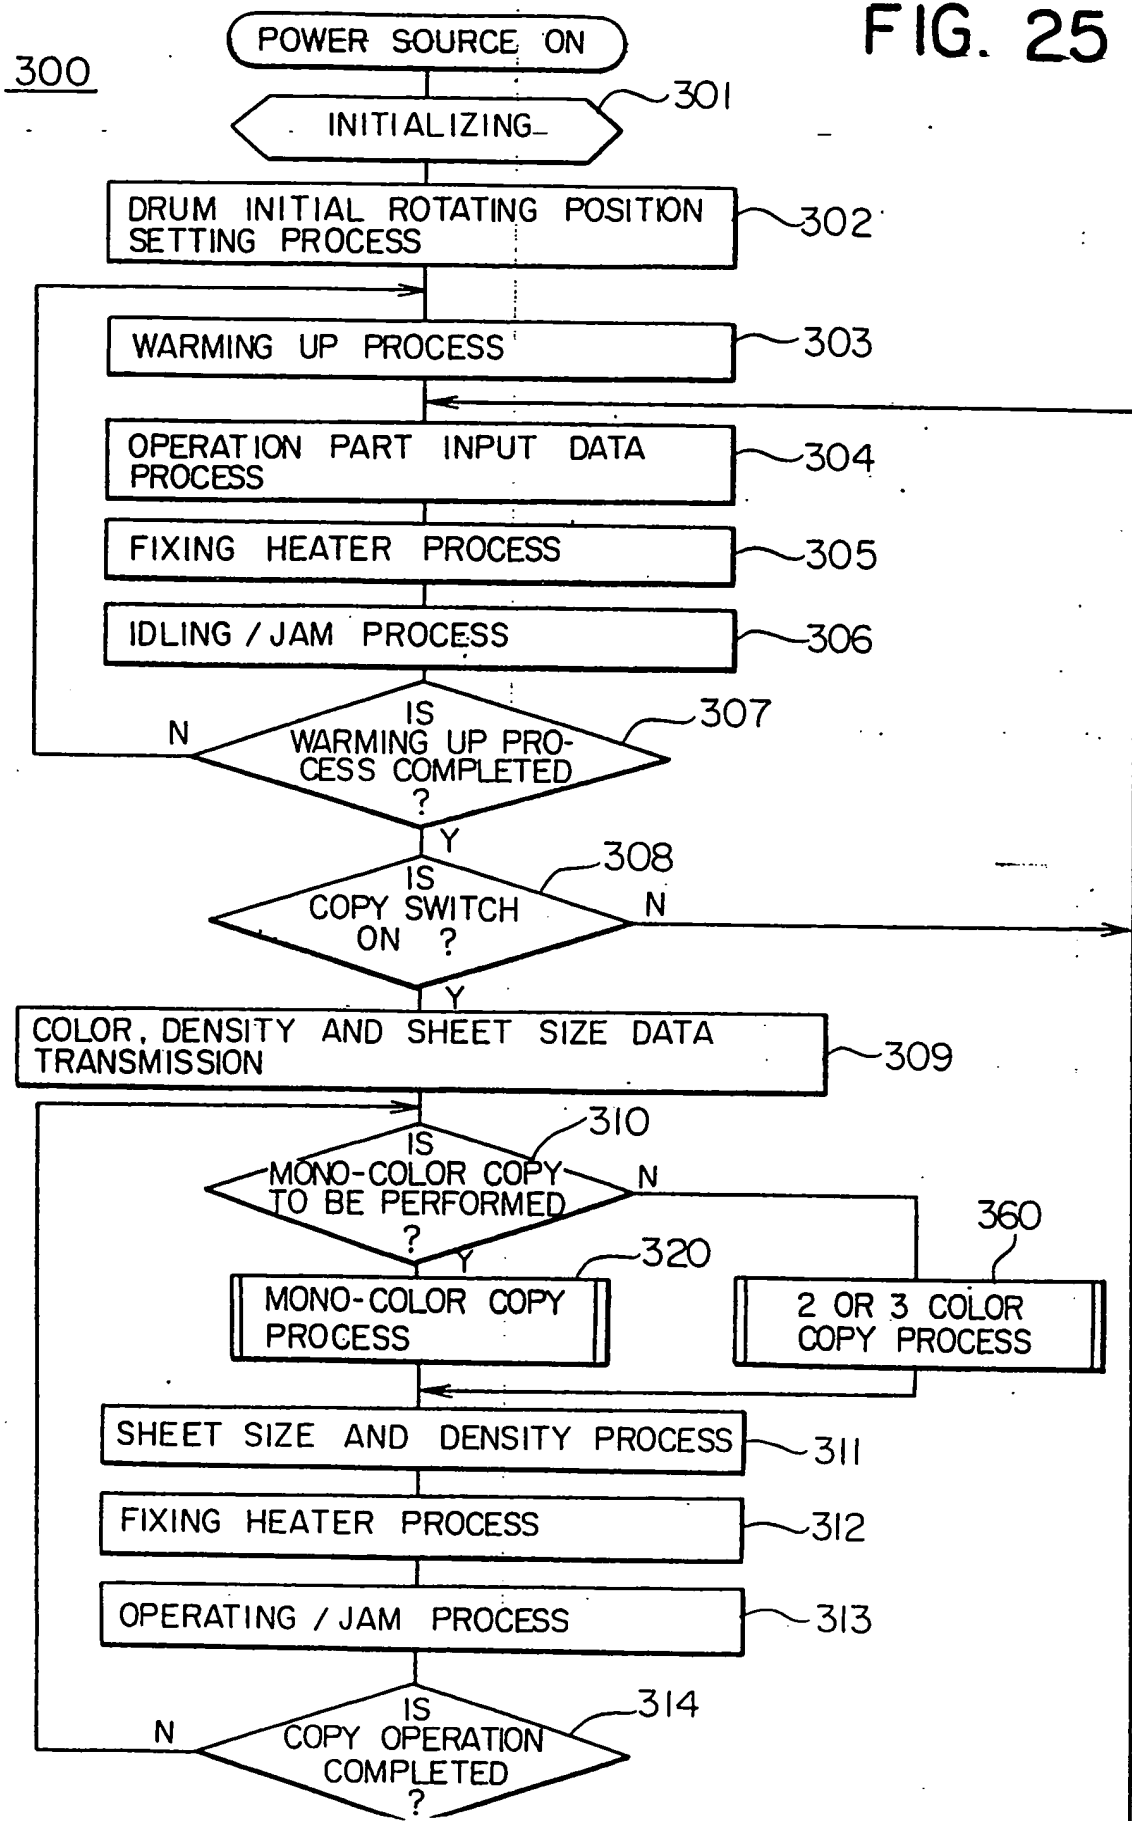 FIG. 25
300
POWER SOURCE ON
301
INITIALIZING
DRUM INITIAL ROTATING POSITION
SETTING PROCESS
302
WARMING UP PROCESS
303
OPERATION PART INPUT DATA
PROCESS
304
FIXING HEATER PROCESS
305
IDLING / JAM PROCESS
306
307
N
IS
WARMING UP PRO-
CESS COMPLETED
?
Y
308
IS
COPY SWITCH
ON ?
N
Y
COLOR, DENSITY AND SHEET SIZE DATA
TRANSMISSION
309
310
IS
MONO-COLOR COPY
TO BE PERFORMED
?
N
Y
320
360
MONO-COLOR COPY
PROCESS
2 OR 3 COLOR
COPY PROCESS
SHEET SIZE AND DENSITY PROCESS
311
FIXING HEATER PROCESS
312
OPERATING / JAM PROCESS
313
314
N
IS
COPY OPERATION
COMPLETED
?